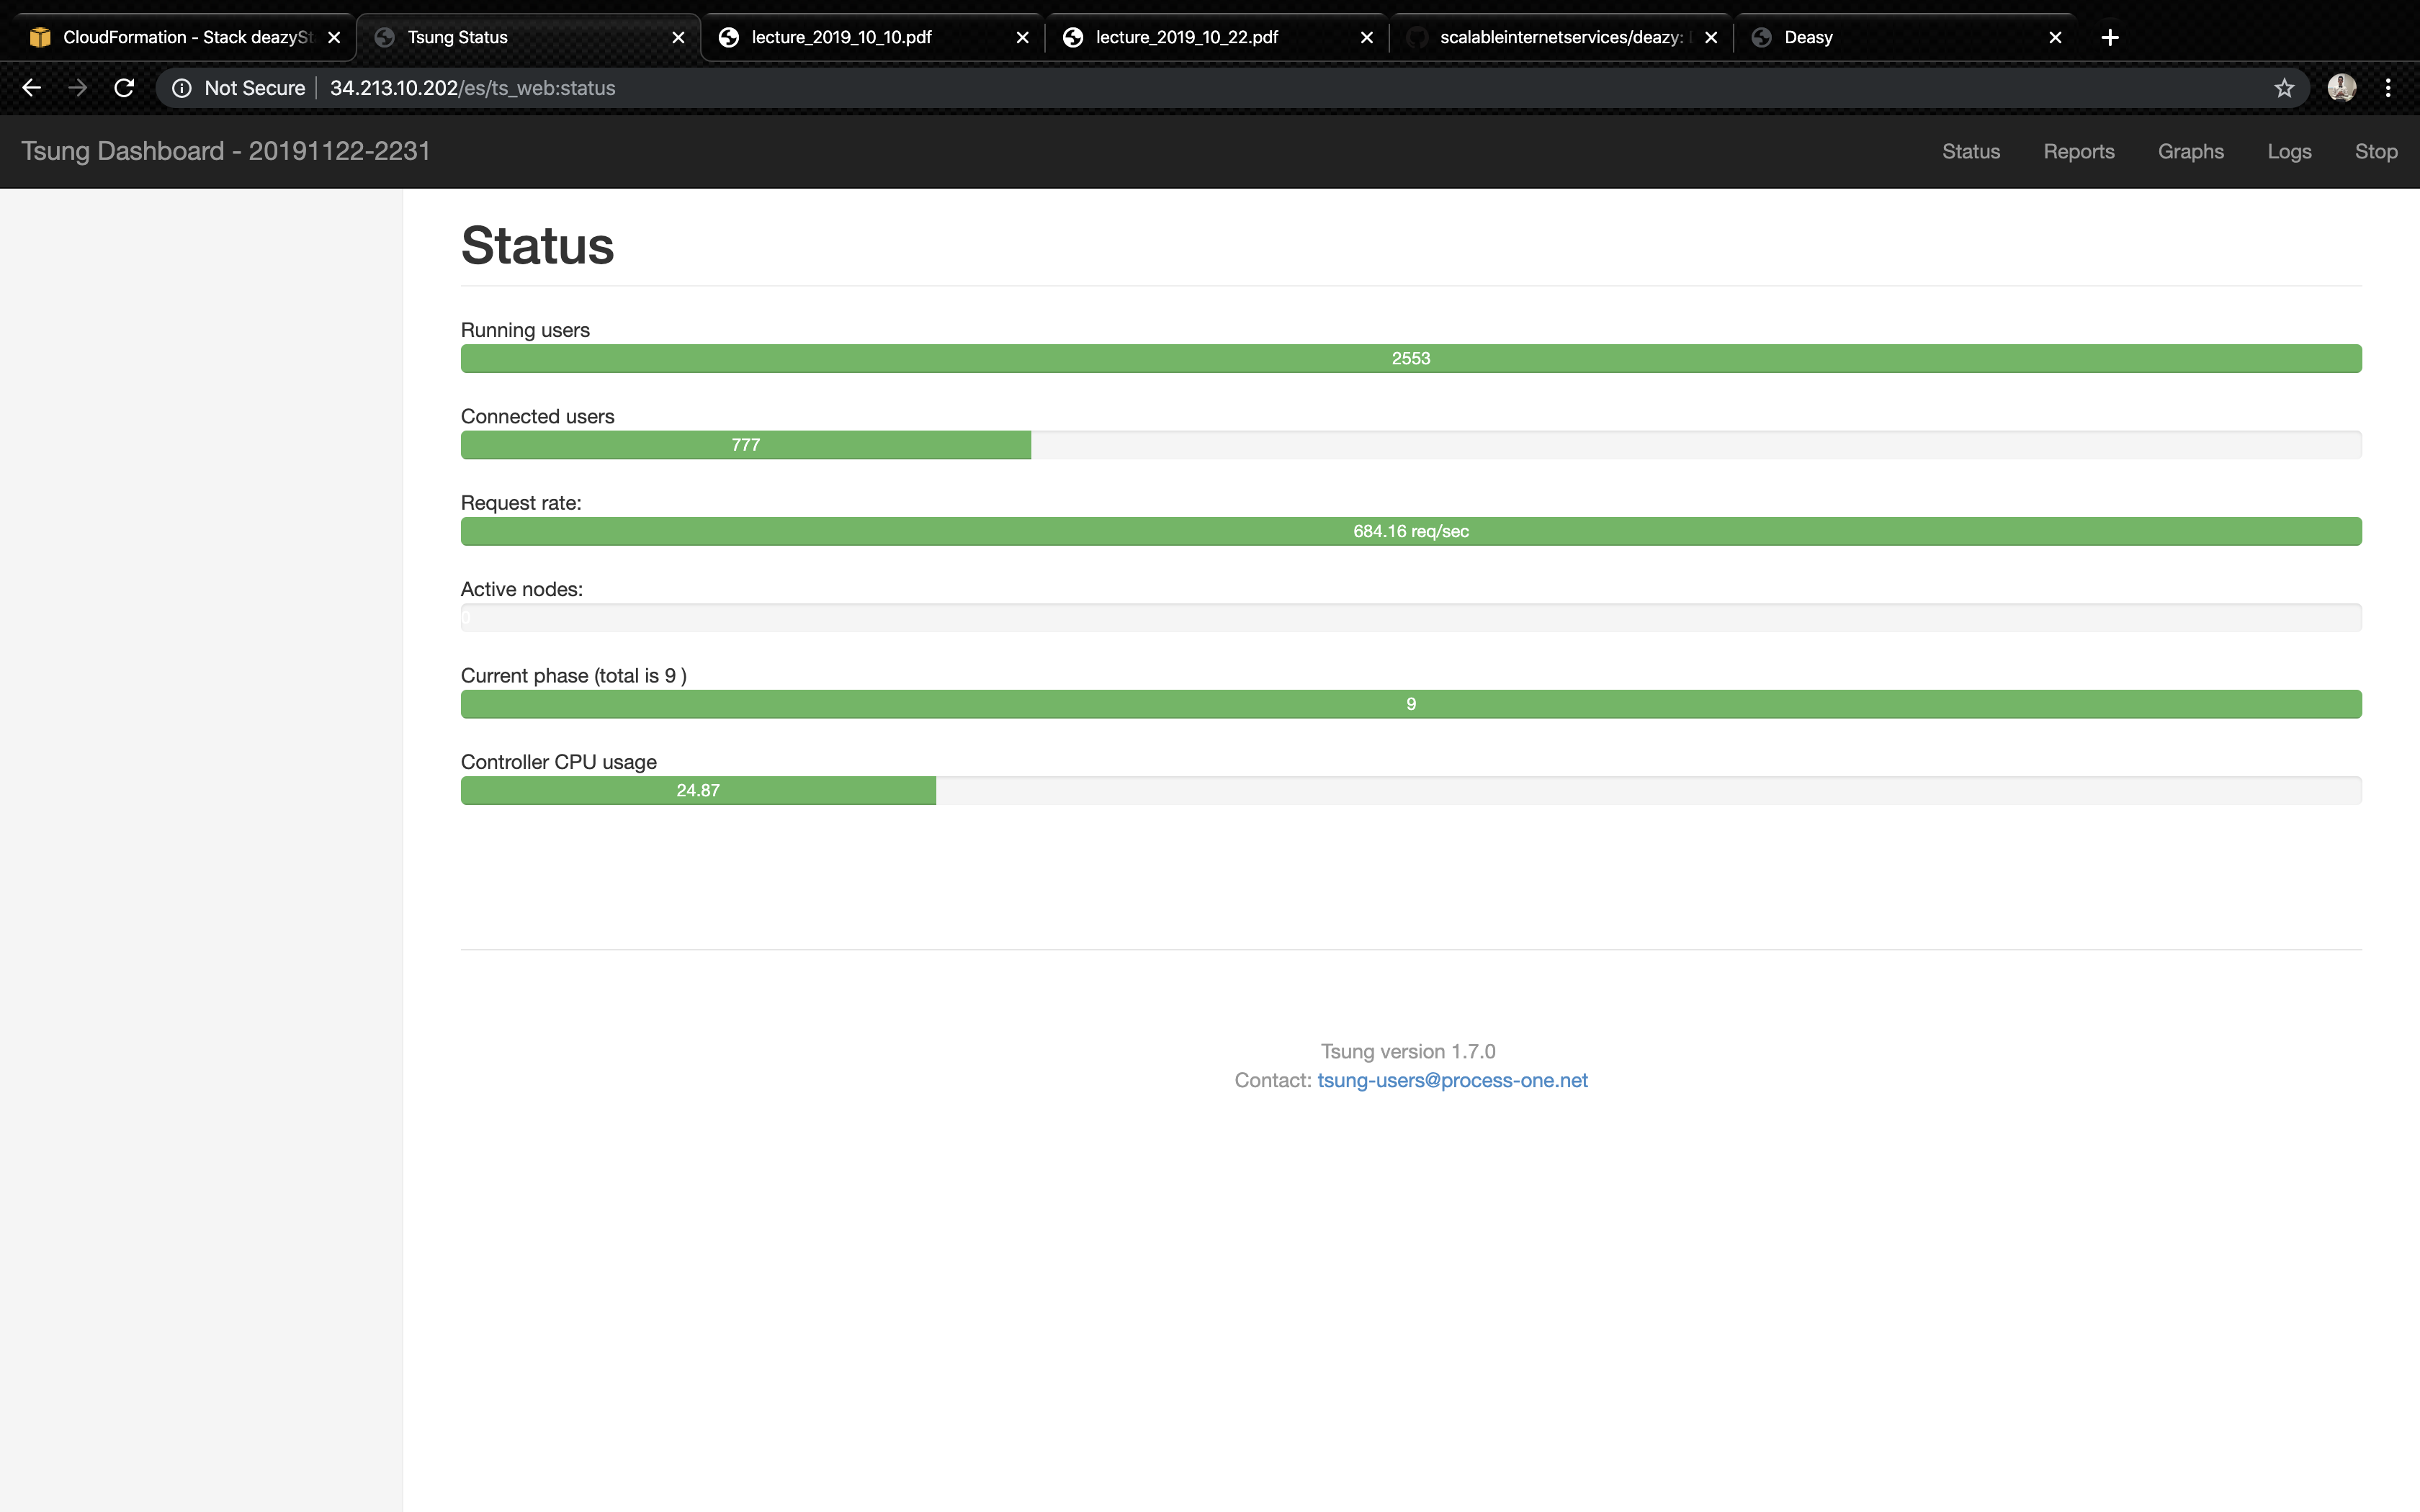 CloudFormation - Stack deazySt
Tsung Status
lecture_2019_10_10.pdf
lecture_2019_10_22.pdf
scalableinternetservices/deazy:
Deasy
Not Secure
34.213.10.202/es/ts_web:status
Tsung Dashboard - 20191122-2231
Status
Reports
Graphs
Logs
Stop
Status
Running users
2553
Connected users
777
Request rate:
684.16 req/sec
Active nodes:
0
Current phase (total is 9 )
9
Controller CPU usage
24.87
Tsung version 1.7.0
Contact: tsung-users@process-one.net